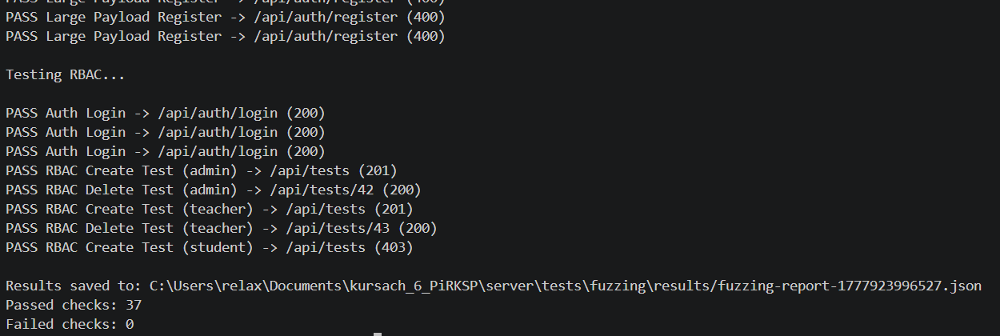 PASS Large Payload Register -> /api/auth/register (400)
PASS Large Payload Register -> /api/auth/register (400)
PASS Large Payload Register -> /api/auth/register (400)
Testing RBAC...
PASS Auth Login -> /api/auth/login (200)
PASS Auth Login -> /api/auth/login (200)
PASS Auth Login -> /api/auth/login (200)
PASS RBAC Create Test (admin) -> /api/tests (201)
PASS RBAC Delete Test (admin) -> /api/tests/42 (200)
PASS RBAC Create Test (teacher) -> /api/tests (201)
PASS RBAC Delete Test (teacher) -> /api/tests/43 (200)
PASS RBAC Create Test (student) -> /api/tests (403)
Results saved to: C:\Users\relax\Documents\kursach_6_PiRKSP\server\tests\fuzzing\results/fuzzing-report-1777923996527.json
Passed checks: 37
Failed checks: 0